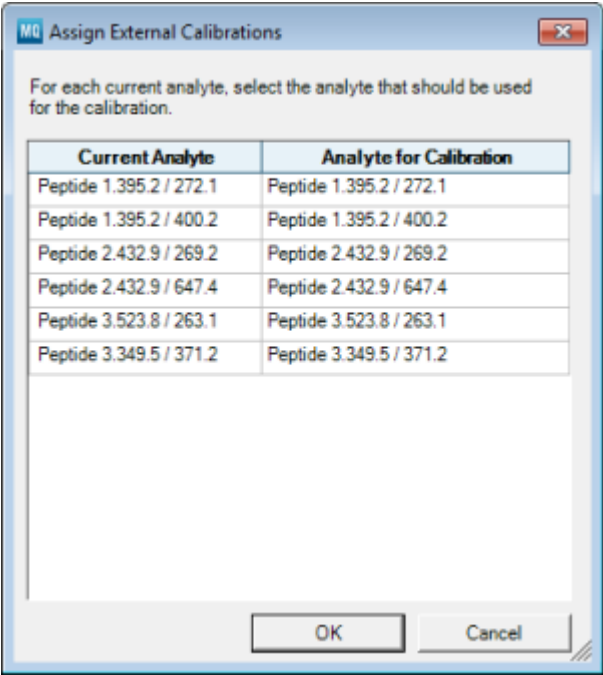 MQ Assign External Calibrations
For each current analyte, select the analyte that should be used
for the calibration.
Current Analyte Analyte for Calibration
Peptide 1.395.2 / 272.1 Peptide 1.395.2 / 272.1
Peptide 1.395.2 / 400.2 Peptide 1.395.2 / 400.2
Peptide 2.432.9 / 269.2 Peptide 2.432.9 / 269.2
Peptide 2.432.9 / 647.4 Peptide 2.432.9 / 647.4
Peptide 3.523.8 / 263.1 Peptide 3.523.8 / 263.1
Peptide 3.349.5 / 371.2 Peptide 3.349.5 / 371.2
OK Cancel